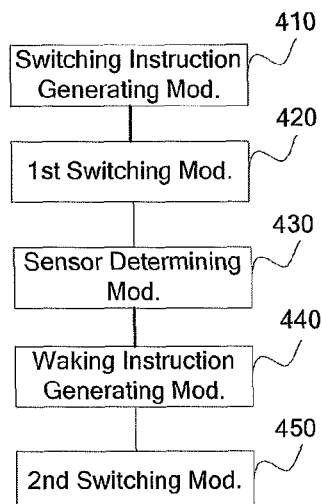 410
Switching Instruction
Generating Mod.
420
1st Switching Mod.
430
Sensor Determining
Mod.
440
Waking Instruction
Generating Mod.
450
2nd Switching Mod.